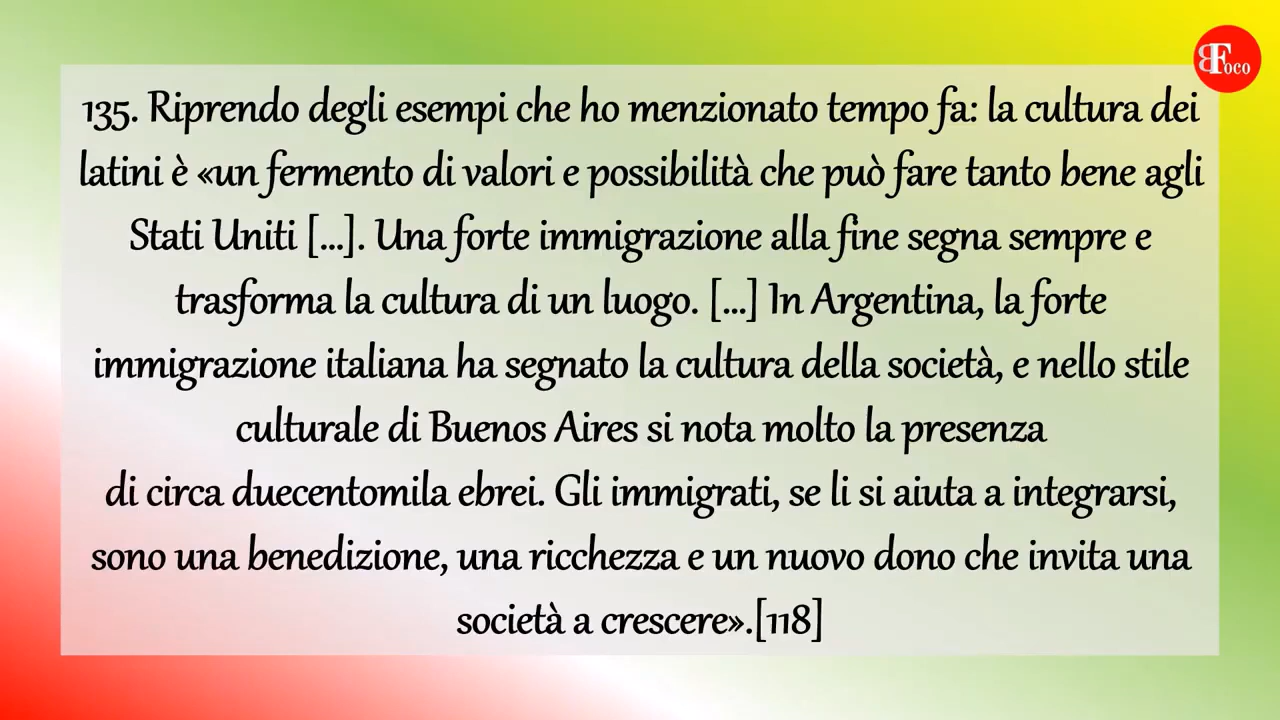 BFoco
135. Riprendo degli esempi che ho menzionato tempo fa: la cultura dei
latini è «un fermento di valori e possibilità che può fare tanto bene agli
Stati Uniti [...]. Una forte immigrazione alla fine segna sempre e
trasforma la cultura di un luogo. [...] In Argentina, la forte
immigrazione italiana ha segnato la cultura della società, e nello stile
culturale di Buenos Aires si nota molto la presenza
di circa duecentomila ebrei. Gli immigrati, se li si aiuta a integrarsi,
sono una benedizione, una ricchezza e un nuovo dono che invita una
società a crescere».[118]